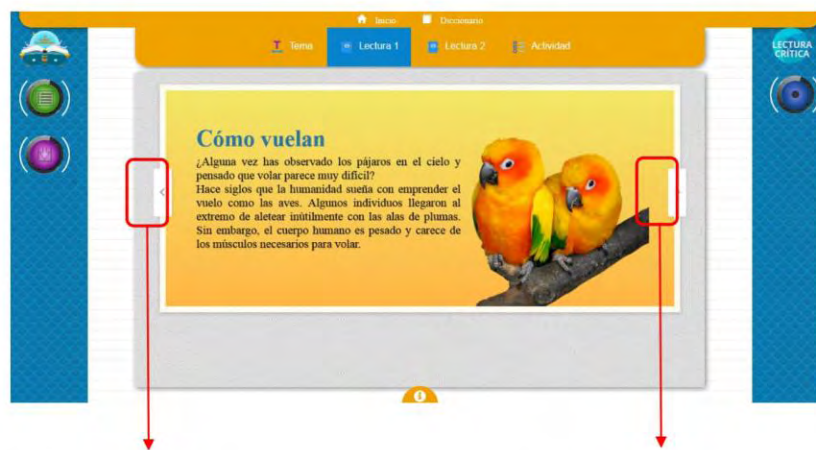 Inicio Diccionario
Tema Lectura 1 Lectura 2 Actividad
LECTURA
CRÍTICA
Cómo vuelan
¿Alguna vez has observado los pájaros en el cielo y
pensado que volar parece muy difícil?
Hace siglos que la humanidad sueña con emprender el
vuelo como las aves. Algunos individuos llegaron al
extremo de aletear inútilmente con las alas de plumas.
Sin embargo, el cuerpo humano es pesado y carece de
los músculos necesarios para volar.